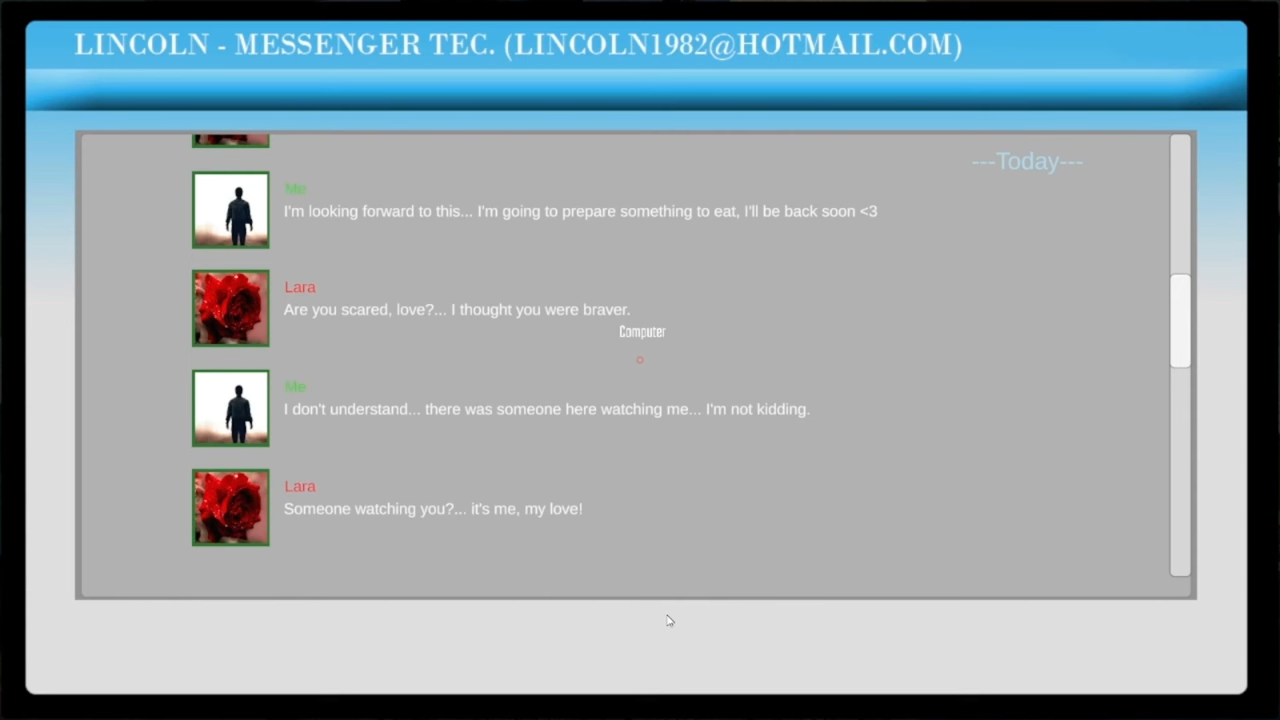 LINCOLN - MESSENGER TEC. (LINCOLN1982@HOTMAIL.COM)
---Today---
Me
I'm looking forward to this... I'm going to prepare something to eat, I'll be back soon <3
Lara
Are you scared, love?... I thought you were braver.
Computer
Me
I don't understand... there was someone here watching me... I'm not kidding.
Lara
Someone watching you?... it's me, my love!